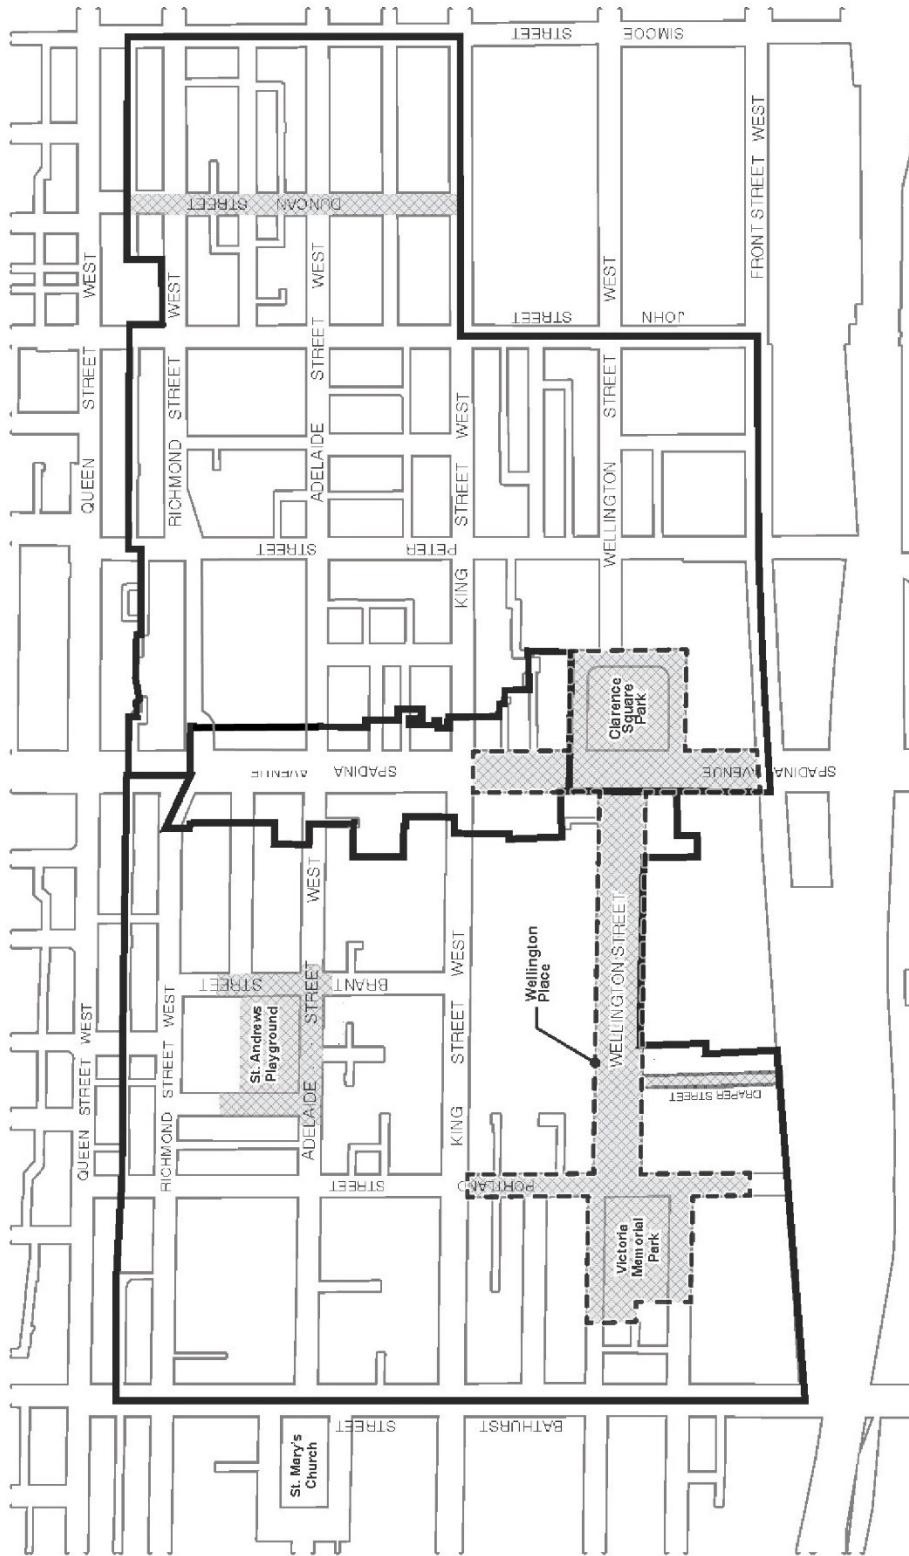 QUEEN STREET WEST
QUEEN STREET WEST
RICHMOND STREET WEST
RICHMOND STREET WEST
St. Mary's
Church
St. Andrews
Playground
ADELAIDE STREET WEST
ADELAIDE STREET WEST
KING STREET WEST
KING STREET WEST
Wellington
Place
WELLINGTON STREET
WELLINGTON STREET WEST
Victoria
Memorial
Park
Clarence
Square
Park
FRONT STREET WEST
BATHURST STREET
PORTLAND STREET
DRAPER STREET
BRANT STREET
SPADINA AVENUE
SPADINA AVENUE
PETER STREET
JOHN STREET
DUNCAN STREET
SIMCOE STREET